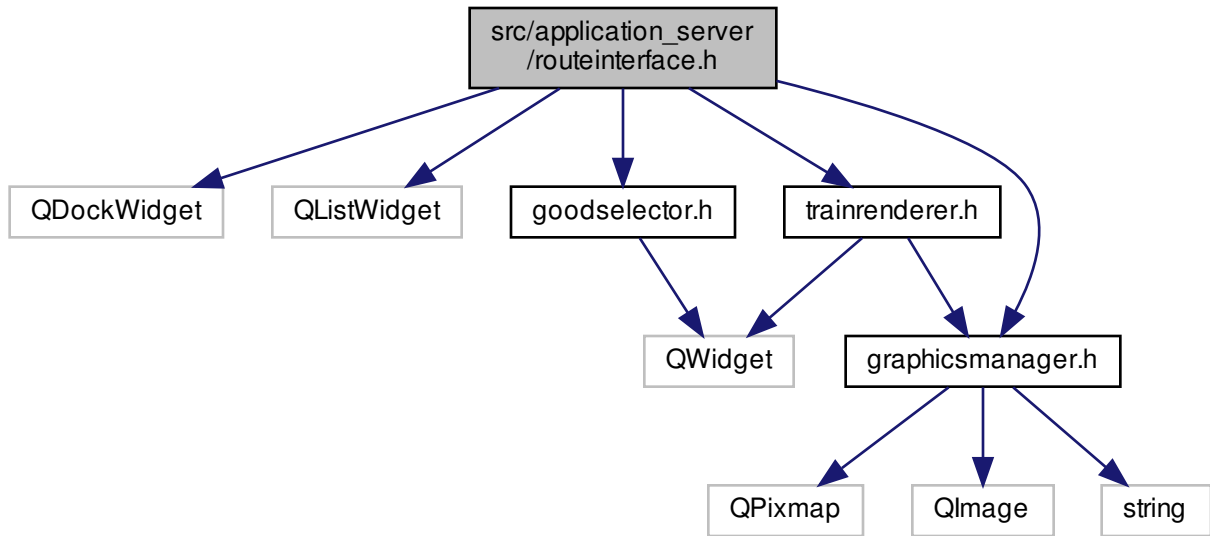 src/application_server
/routeinterface.h
QDockWidget
QListWidget
goodselector.h
trainrenderer.h
QWidget
graphicsmanager.h
QPixmap
QImage
string